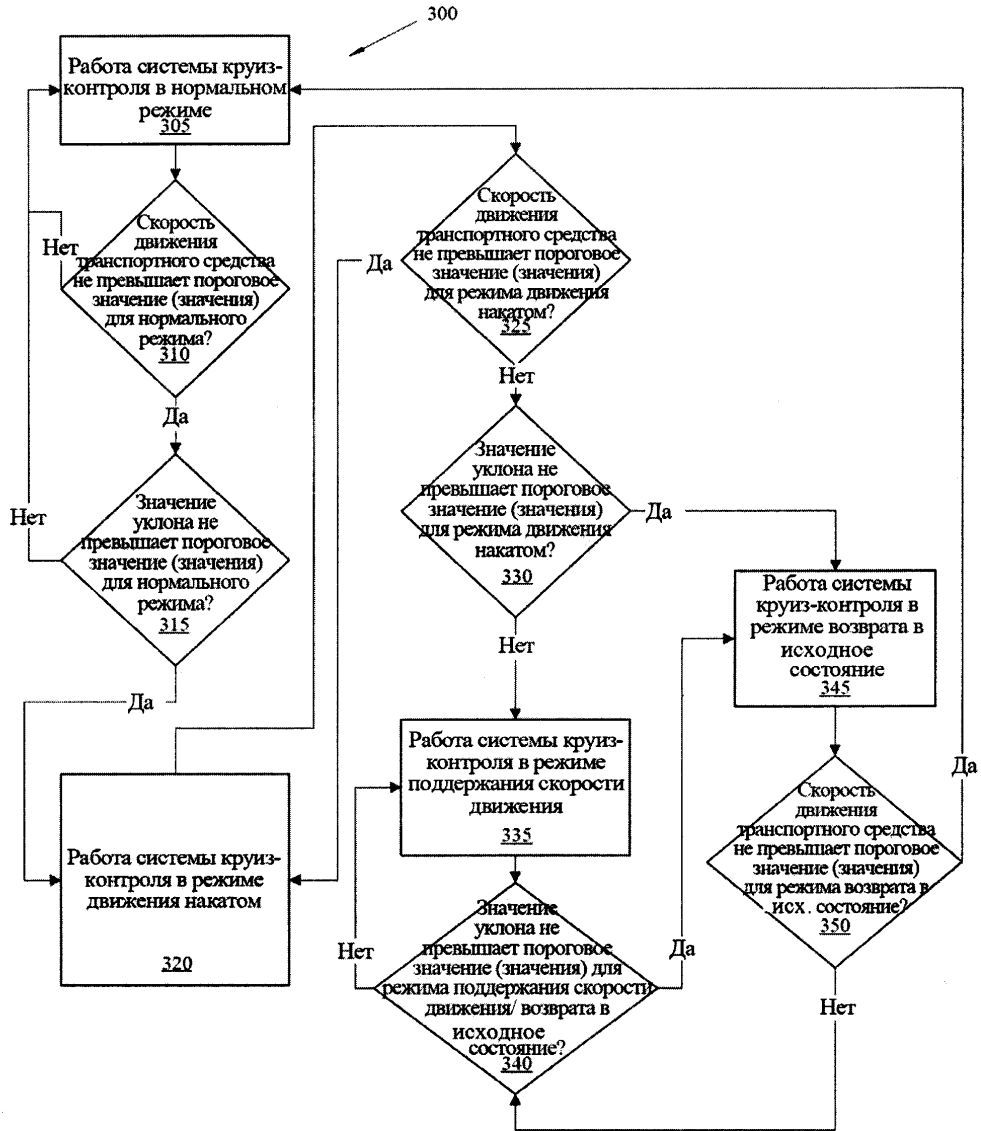 300
Работа системы круиз-
контроля в нормальном
режиме
305
Скорость
движения
транспортного средства
не превышает пороговое
значение (значения)
для нормального
режима?
310
Нет
Да
Значение
уклона не
превышает пороговое
значение (значения)
для нормального
режима?
315
Нет
Да
Работа системы круиз-
контроля в режиме
движения накатом
320
Скорость
движения
транспортного средства
не превышает пороговое
значение (значения)
для режима движения
накатом?
325
Да
Нет
Значение
уклона не
превышает пороговое
значение (значения)
для режима движения
накатом?
330
Да
Нет
Работа системы круиз-
контроля в режиме
поддержания скорости
движения
335
Значение
уклона не
превышает пороговое
значение (значения) для
режима поддержания скорости
движения/ возврата в
исходное
состояние?
340
Нет
Да
Работа системы
круиз-контроля в
режиме возврата в
исходное
состояние
345
Скорость
движения
транспортного средства
не превышает пороговое
значение (значения)
для режима возврата в
исх. состояние?
350
Да
Нет